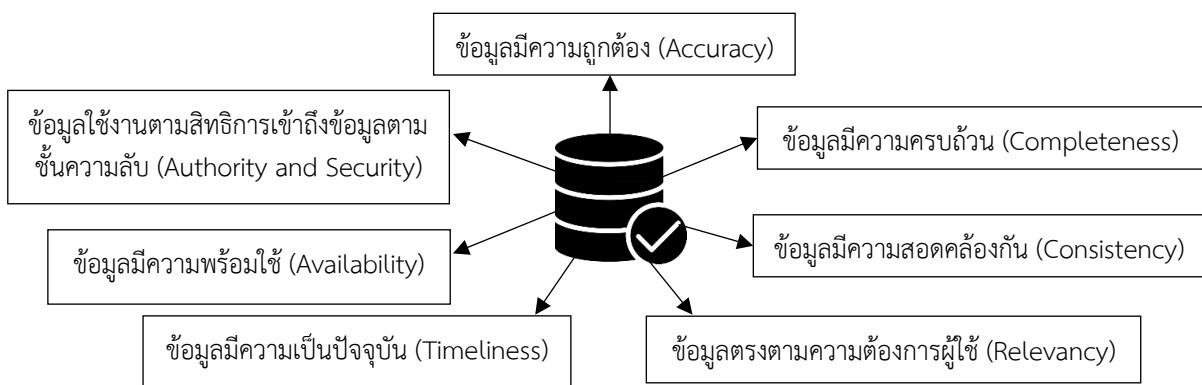 ข้อมูลมีความถูกต้อง (Accuracy)
ข้อมูลใช้งานตามสิทธิการเข้าถึงข้อมูลตาม
ชั้นความลับ (Authority and Security)
ข้อมูลมีความครบถ้วน (Completeness)
ข้อมูลมีความพร้อมใช้ (Availability)
ข้อมูลมีความสอดคล้องกัน (Consistency)
ข้อมูลมีความเป็นปัจจุบัน (Timeliness)
ข้อมูลตรงตามความต้องการผู้ใช้ (Relevancy)